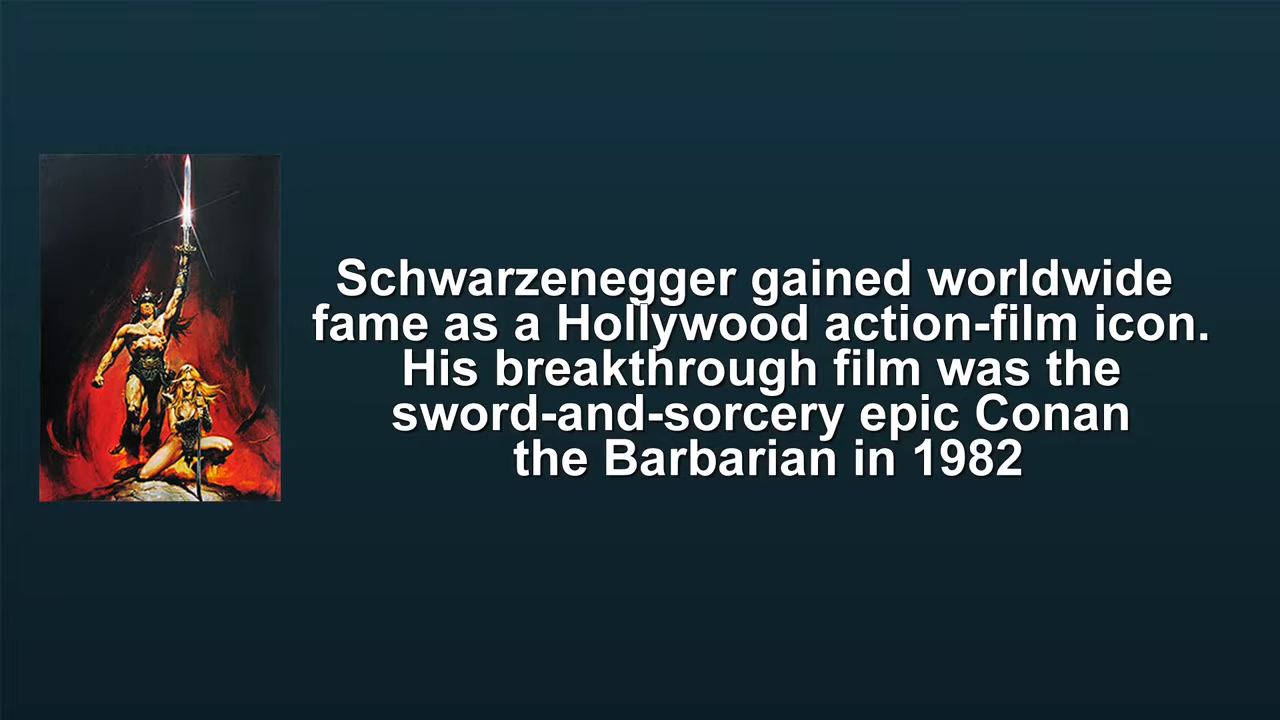 Schwarzenegger gained worldwide
fame as a Hollywood action-film icon.
His breakthrough film was the
sword-and-sorcery epic Conan
the Barbarian in 1982